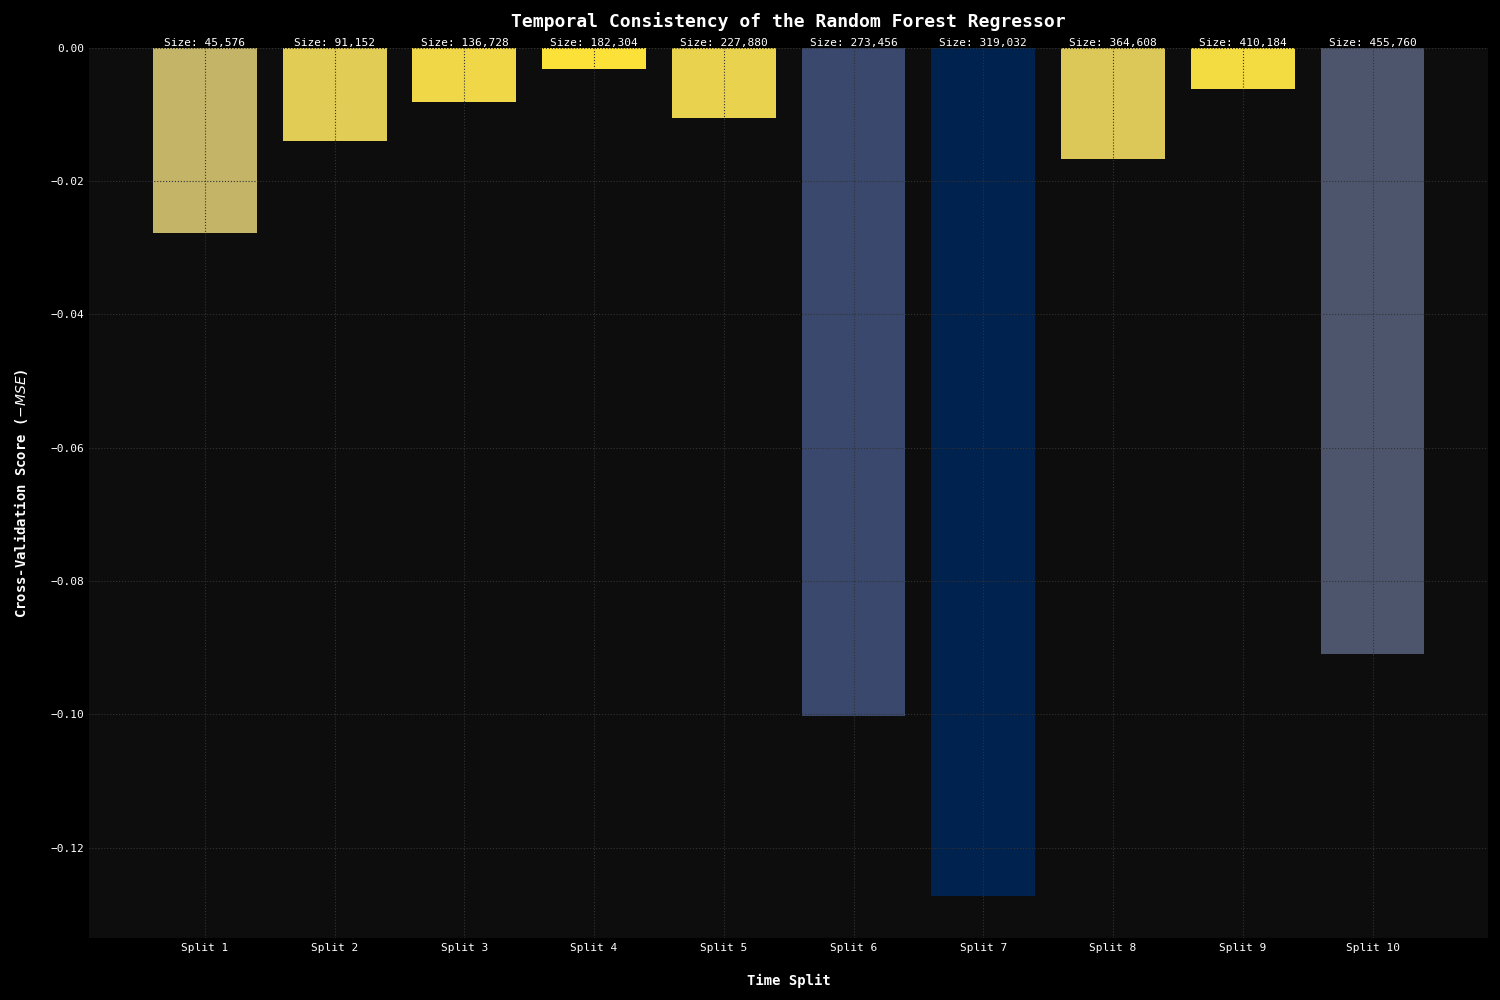 Temporal Consistency of the Random Forest Regressor
Size: 45,576
Size: 91,152
Size: 136,728
Size: 182,304
Size: 227,880
Size: 273,456
Size: 319,032
Size: 364,608
Size: 410,184
Size: 455,760
0.00
−0.02
−0.04
−0.06
−0.08
−0.10
−0.12
Cross-Validation Score (−MSE)
Split 1
Split 2
Split 3
Split 4
Split 5
Split 6
Split 7
Split 8
Split 9
Split 10
Time Split